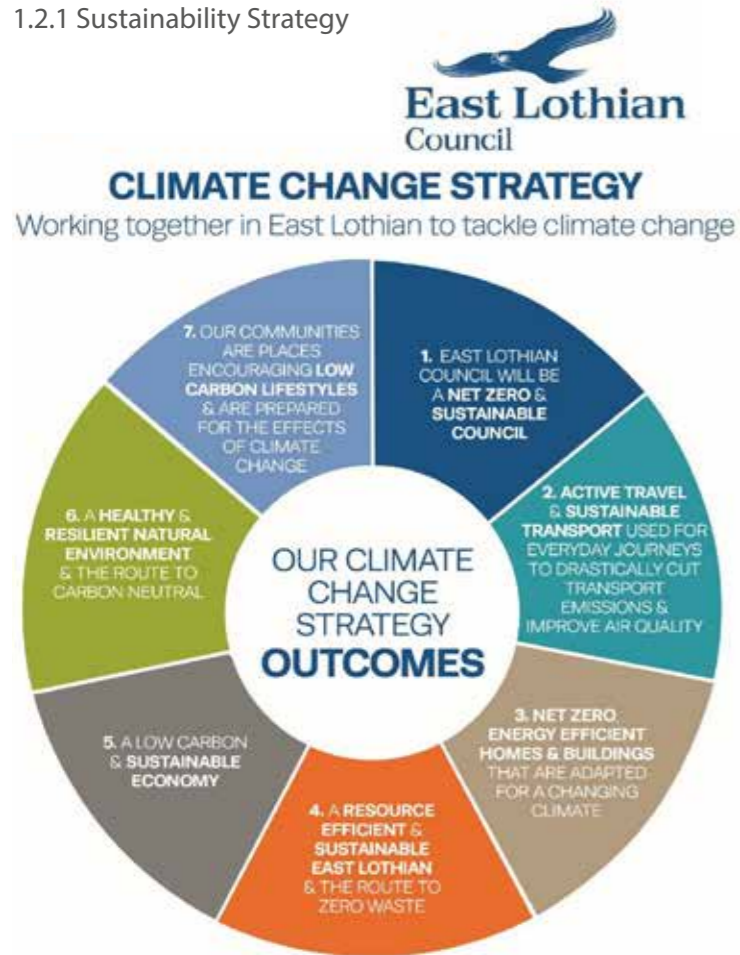 1.2.1 Sustainability Strategy
East Lothian
Council
CLIMATE CHANGE STRATEGY
Working together in East Lothian to tackle climate change
1. EAST LOTHIAN
COUNCIL WILL BE
A NET ZERO &
SUSTAINABLE
COUNCIL
2. ACTIVE TRAVEL
& SUSTAINABLE
TRANSPORT USED FOR
EVERYDAY JOURNEYS
TO DRASTICALLY CUT
TRANSPORT
EMISSIONS &
IMPROVE AIR QUALITY
3. NET ZERO,
ENERGY EFFICIENT
HOMES & BUILDINGS
THAT ARE ADAPTED
FOR A CHANGING
CLIMATE
4. A RESOURCE
EFFICIENT &
SUSTAINABLE
EAST LOTHIAN
& THE ROUTE TO
ZERO WASTE
5. A LOW CARBON
& SUSTAINABLE
ECONOMY
6. A HEALTHY &
RESILIENT NATURAL
ENVIRONMENT
& THE ROUTE TO
CARBON NEUTRAL
7. OUR COMMUNITIES
ARE PLACES
ENCOURAGING LOW
CARBON LIFESTYLES
& ARE PREPARED
FOR THE EFFECTS
OF CLIMATE
CHANGE
OUR CLIMATE
CHANGE
STRATEGY
OUTCOMES